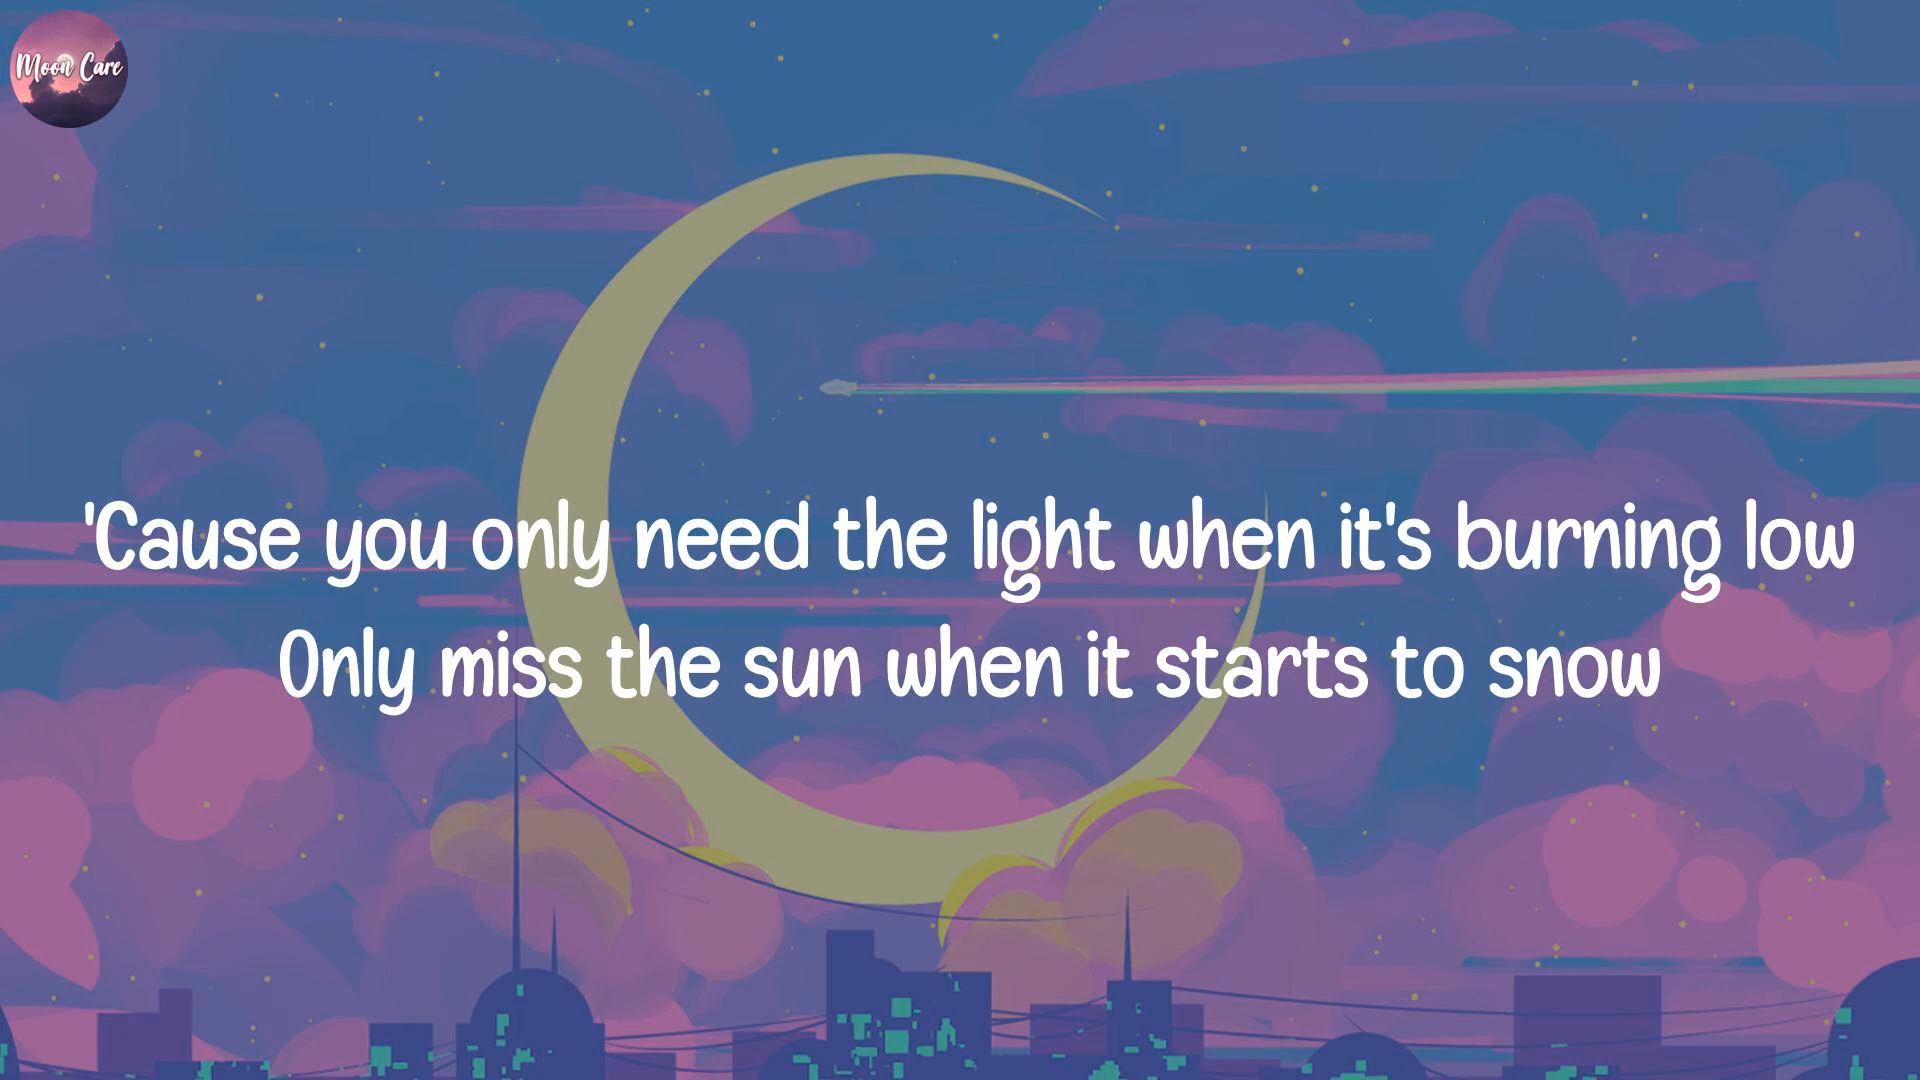 Moon Care
'Cause you only need the light when it's burning low
Only miss the sun when it starts to snow